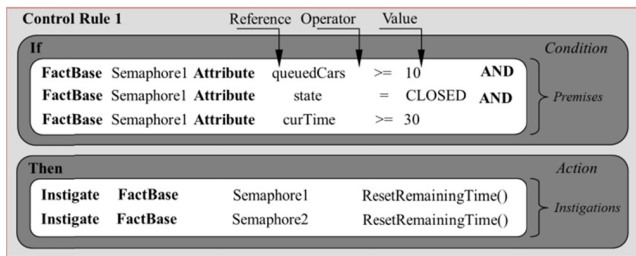 Control Rule 1 Reference Operator Value
If Condition
FactBase Semaphore1 Attribute queuedCars >= 10 AND
FactBase Semaphore1 Attribute state = CLOSED AND Premises
FactBase Semaphore1 Attribute curTime >= 30
Then Action
Instigate FactBase Semaphore1 ResetRemainingTime()
Instigations
Instigate FactBase Semaphore2 ResetRemainingTime()